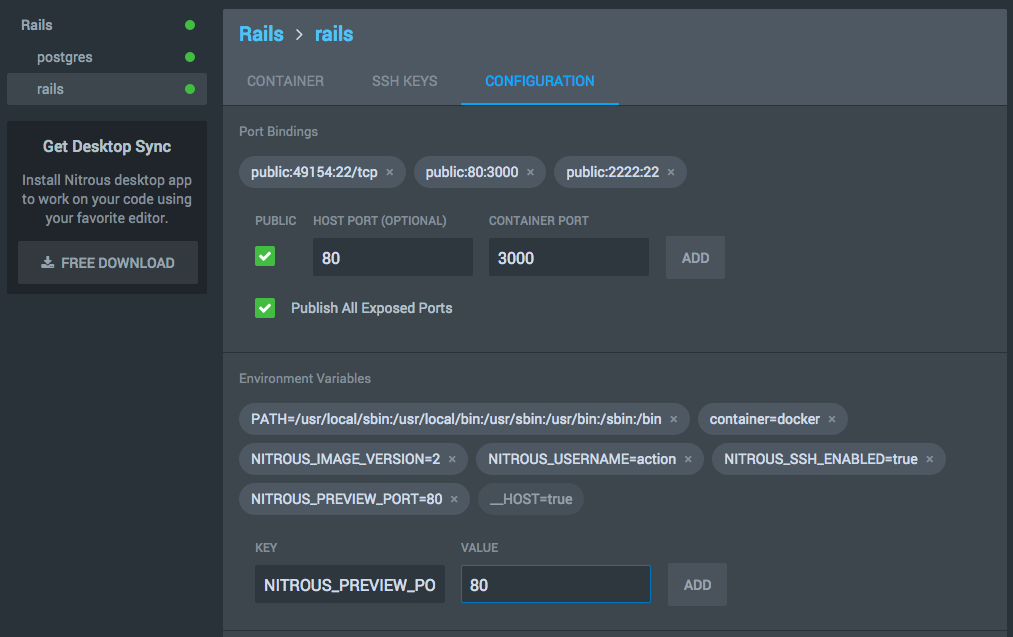 Rails
postgres
rails
Get Desktop Sync
Install Nitrous desktop app
to work on your code using
your favorite editor.
FREE DOWNLOAD
Rails > rails
CONTAINER SSH KEYS CONFIGURATION
Port Bindings
public:49154:22/tcp × public:80:3000 × public:2222:22 ×
PUBLIC HOST PORT (OPTIONAL) CONTAINER PORT
80 3000 ADD
Publish All Exposed Ports
Environment Variables
PATH=/usr/local/sbin:/usr/local/bin:/usr/sbin:/usr/bin:/sbin:/bin × container=docker ×
NITROUS_IMAGE_VERSION=2 × NITROUS_USERNAME=action × NITROUS_SSH_ENABLED=true ×
NITROUS_PREVIEW_PORT=80 × __HOST=true
KEY VALUE
NITROUS_PREVIEW_PO 80 ADD